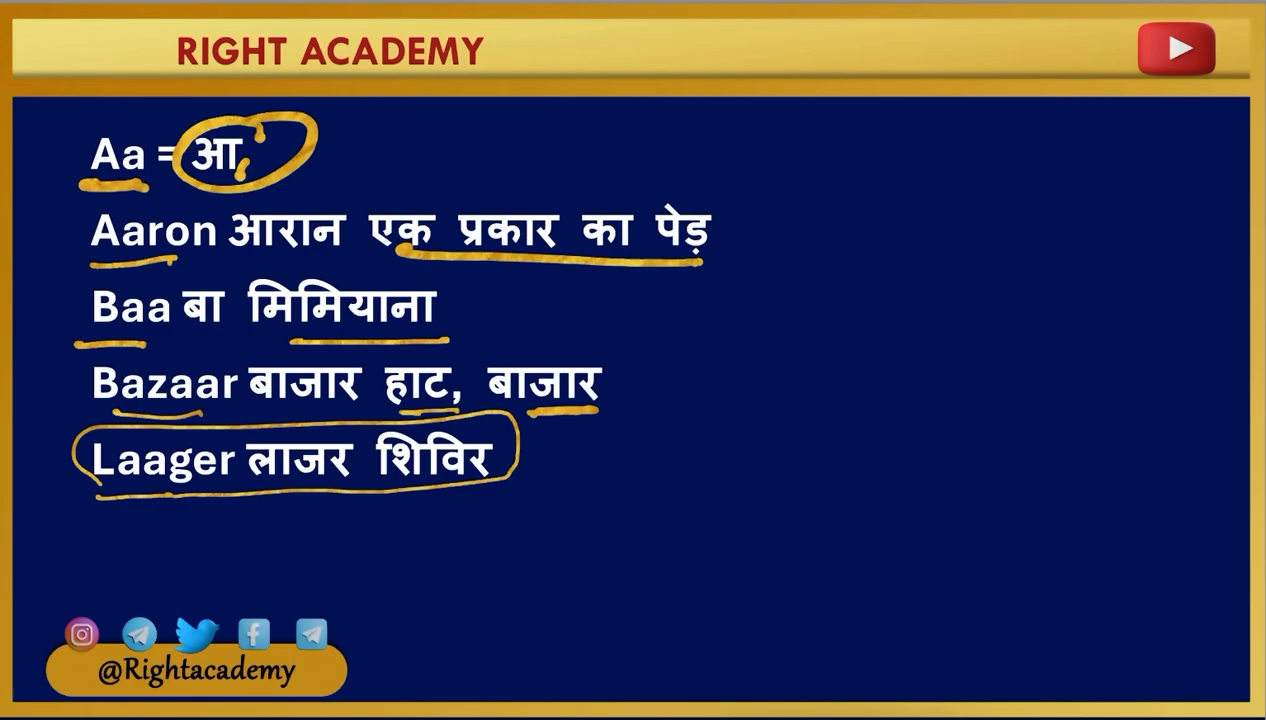 RIGHT ACADEMY
Aa = आ
Aaron आरान एक प्रकार का पेड़
Baa बा मिमियाना
Bazaar बाजार हाट, बाजार
Laager लाजर शिविर
@Rightacademy